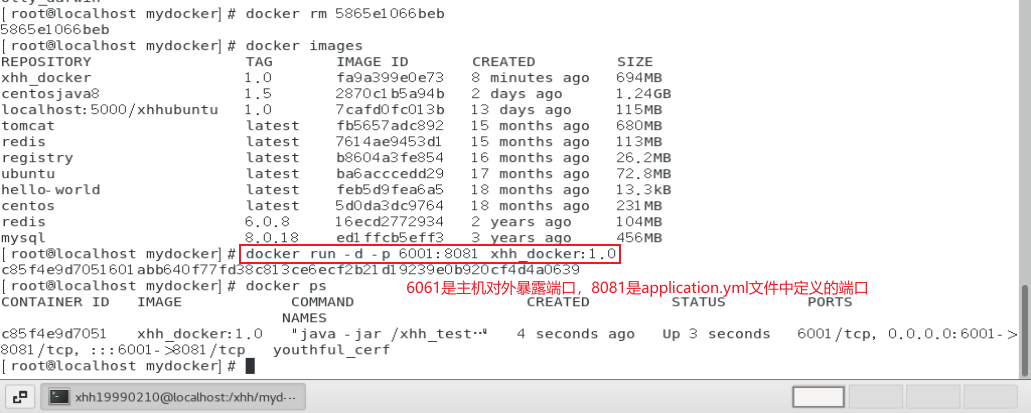 [root@localhost mydocker]# docker rm 5865e1066beb
5865e1066beb
[root@localhost mydocker]# docker images
REPOSITORY TAG IMAGE ID CREATED SIZE
xhh_docker 1.0 fa9a399e0e73 8 minutes ago 694MB
centosjava8 1.5 2870c1b5a94b 2 days ago 1.24GB
localhost:5000/xhhubuntu 1.0 7cafd0fc013b 13 days ago 115MB
tomcat latest fb5657adc892 15 months ago 680MB
redis latest 7614ae9453d1 15 months ago 113MB
registry latest b8604a3fe854 16 months ago 26.2MB
ubuntu latest ba6acccedd29 17 months ago 72.8MB
hello-world latest feb5d9fea6a5 18 months ago 13.3kB
centos latest 5d0da3dc9764 18 months ago 231MB
redis 6.0.8 16ecd2772934 2 years ago 104MB
mysql 8.0.18 ed1ffcb5eff3 3 years ago 456MB
[root@localhost mydocker]# docker run -d -p 6001:8081 xhh_docker:1.0
c85f4e9d7051601abb640f77fd38c813ce6ecf2b21d19239e0b920cf4d4a0639
[root@localhost mydocker]# docker ps
6061是主机对外暴露端口，8081是application.yml文件中定义的端口
CONTAINER ID IMAGE COMMAND CREATED STATUS PORTS
NAMES
c85f4e9d7051 xhh_docker:1.0 "java -jar /xhh_test…" 4 seconds ago Up 3 seconds 6001/tcp, 0.0.0.0:6001->
8081/tcp, :::6001->8081/tcp youthful_cerf
[root@localhost mydocker]#
xhh19990210@localhost:/xhh/myd…